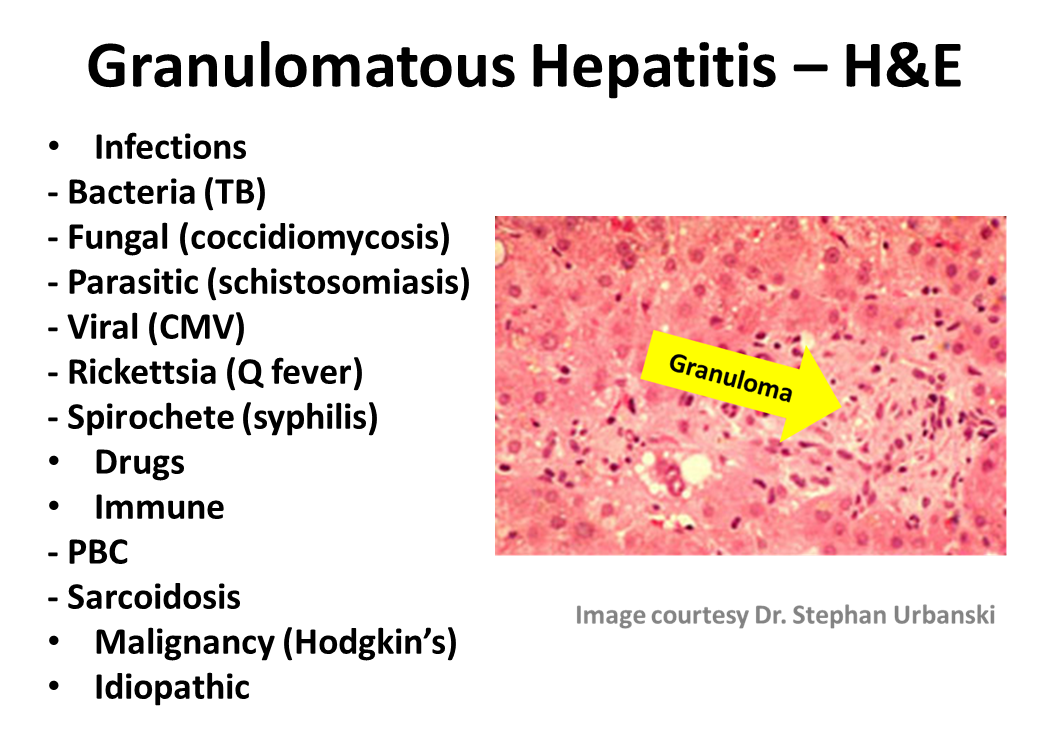 Granulomatous Hepatitis – H&E
• Infections
- Bacteria (TB)
- Fungal (coccidiomycosis)
- Parasitic (schistosomiasis)
- Viral (CMV)
- Rickettsia (Q fever)
- Spirochete (syphilis)
• Drugs
• Immune
- PBC
- Sarcoidosis
• Malignancy (Hodgkin’s)
• Idiopathic
Granuloma
Image courtesy Dr. Stephan Urbanski